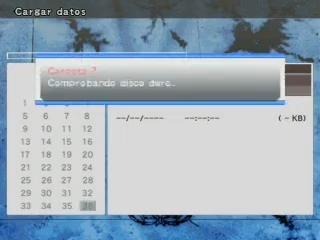 Cargar datos
Carpeta 2
Comprobando disco duro..
1
5 6 7 8
--/--/---- --:--:-- ( -- KB)
9 10 11 12
13 14 15 16
17 18 19 20
21 22 23 24
25 26 27 28
29 30 31 32
33 34 35 36